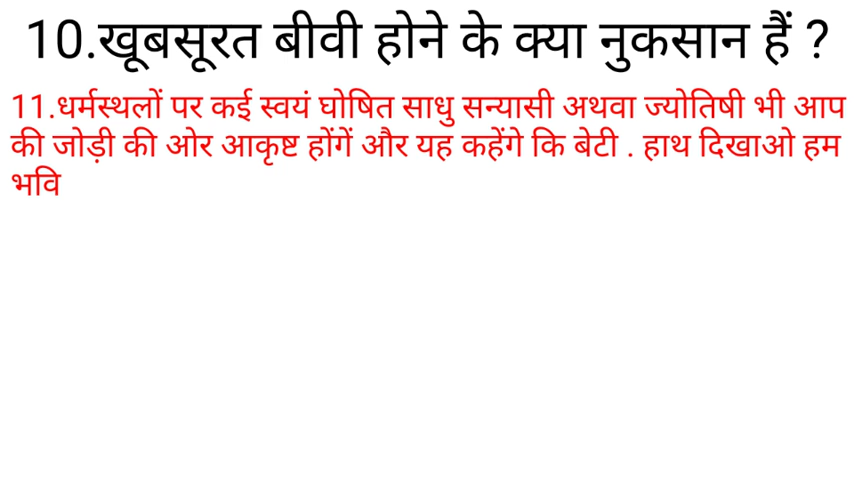 10.खूबसूरत बीवी होने के क्या नुकसान हैं ?
11.धर्मस्थलों पर कई स्वयं घोषित साधु सन्यासी अथवा ज्योतिषी भी आप
की जोड़ी की ओर आकृष्ट होंगें और यह कहेंगे कि बेटी . हाथ दिखाओ हम
भवि